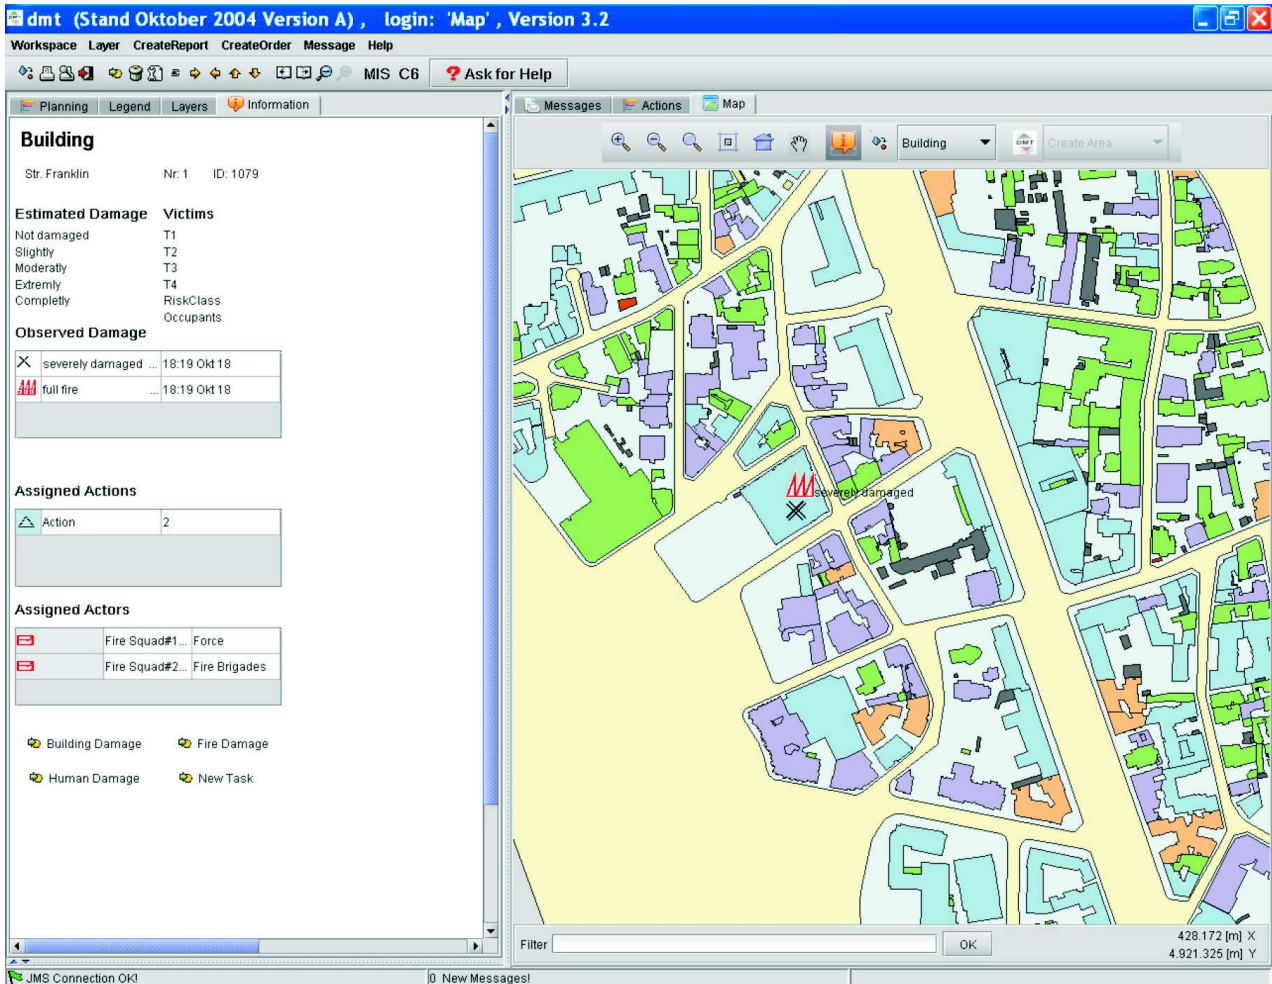 dmt (Stand Oktober 2004 Version A) , login: 'Map' , Version 3.2
Workspace Layer CreateReport CreateOrder Message Help
MIS C6 ? Ask for Help
Planning Legend Layers Information
Messages Actions Map
Building
DMT Create Area
Building
Str. Franklin Nr: 1 ID: 1079
Estimated Damage Victims
Not damaged T1
Slightly T2
Moderatly T3
Extremly T4
Completly RiskClass
Occupants
Observed Damage
severely damaged ... 18:19 Okt 18
full fire ... 18:19 Okt 18
Assigned Actions
Action 2
Assigned Actors
Fire Squad#1... Force
Fire Squad#2... Fire Brigades
Building Damage Fire Damage
Human Damage New Task
severely damaged
Filter OK
428.172 [m] X
4.921.325 [m] Y
JMS Connection OK! 0 New Messages!